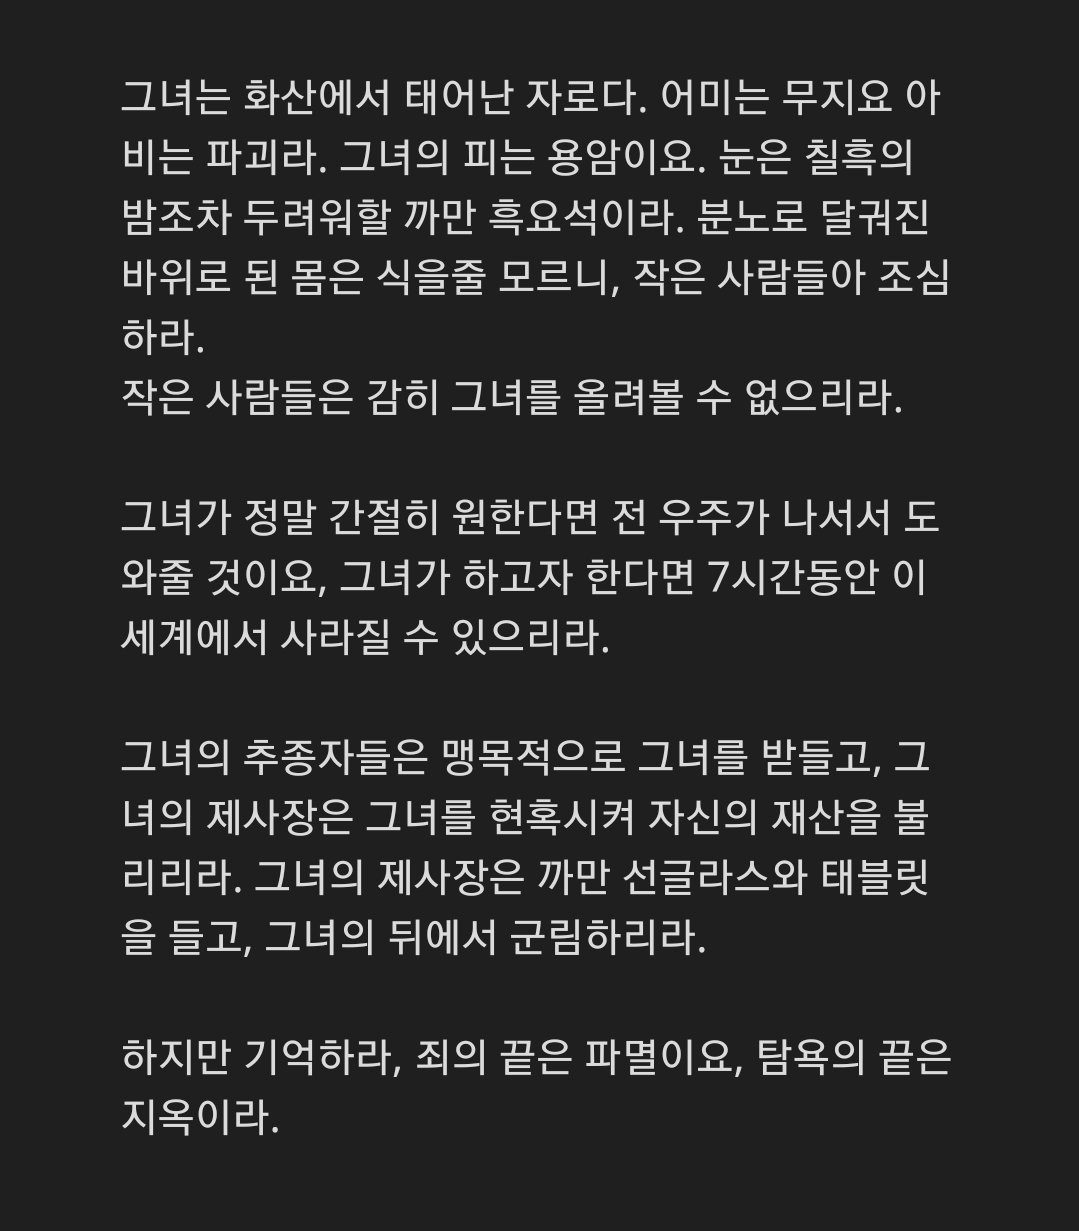 그녀는 화산에서 태어난 자로다. 어미는 무지요 아
비는 파괴라. 그녀의 피는 용암이요. 눈은 칠흑의
밤조차 두려워할 까만 흑요석이라. 분노로 달궈진
바위로 된 몸은 식을줄 모르니, 작은 사람들아 조심
하라.
작은 사람들은 감히 그녀를 올려볼 수 없으리라.
그녀가 정말 간절히 원한다면 전 우주가 나서서 도
와줄 것이요, 그녀가 하고자 한다면 7시간동안 이
세계에서 사라질 수 있으리라.
그녀의 추종자들은 맹목적으로 그녀를 받들고, 그
녀의 제사장은 그녀를 현혹시켜 자신의 재산을 불
리리라. 그녀의 제사장은 까만 선글라스와 태블릿
을 들고, 그녀의 뒤에서 군림하리라.
하지만 기억하라, 죄의 끝은 파멸이요, 탐욕의 끝은
지옥이라.